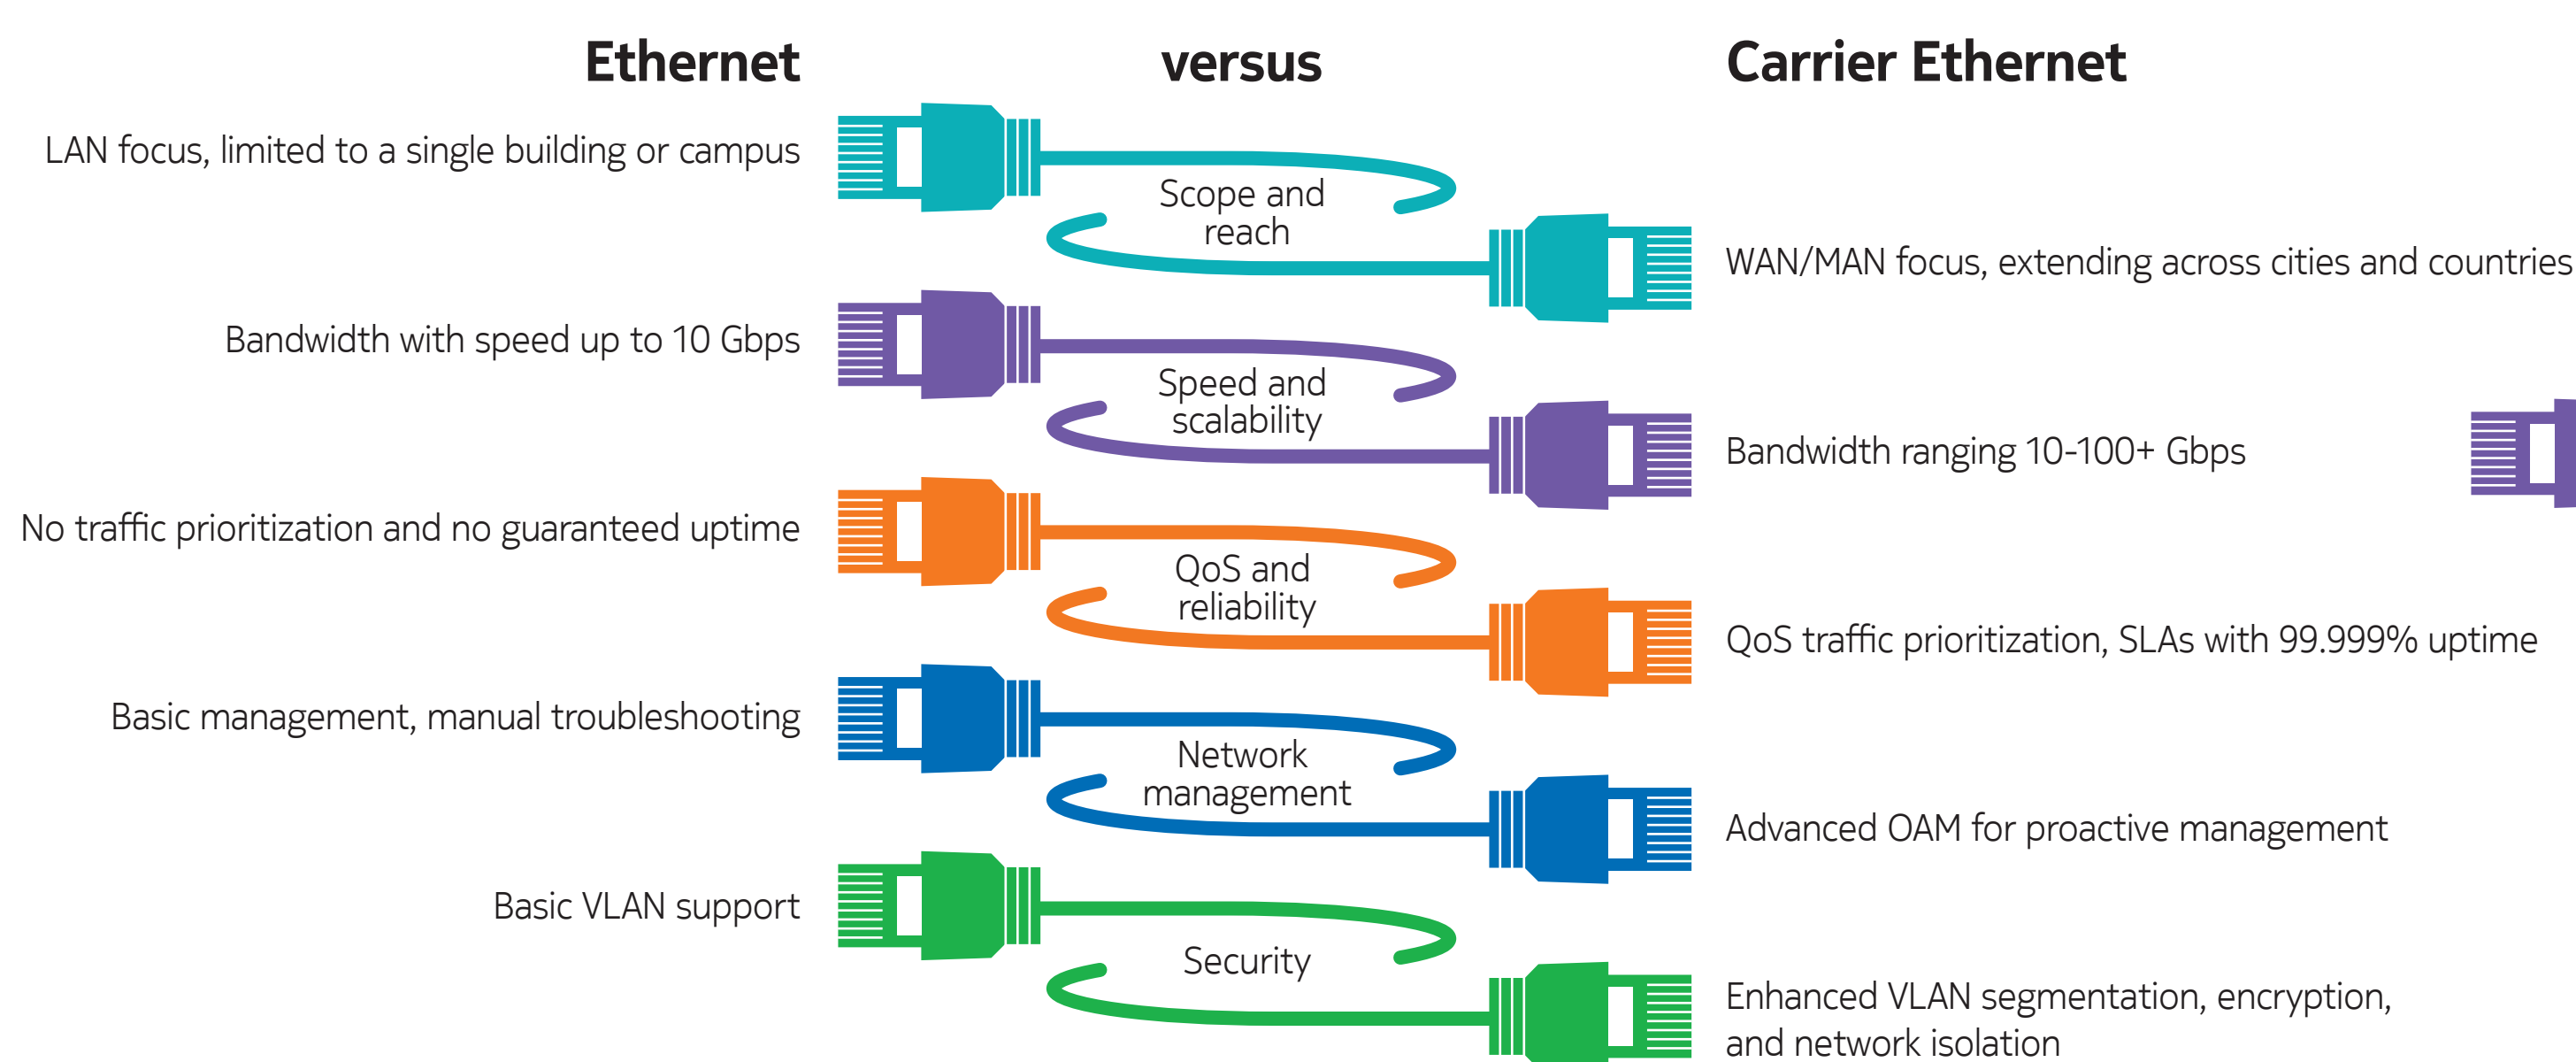 Ethernet versus Carrier Ethernet
LAN focus, limited to a single building or campus
Scope and
reach
WAN/MAN focus, extending across cities and countries
Bandwidth with speed up to 10 Gbps
Speed and
scalability
Bandwidth ranging 10-100+ Gbps
No traffic prioritization and no guaranteed uptime
QoS and
reliability
QoS traffic prioritization, SLAs with 99.999% uptime
Basic management, manual troubleshooting
Network
management
Advanced OAM for proactive management
Basic VLAN support
Security
Enhanced VLAN segmentation, encryption,
and network isolation